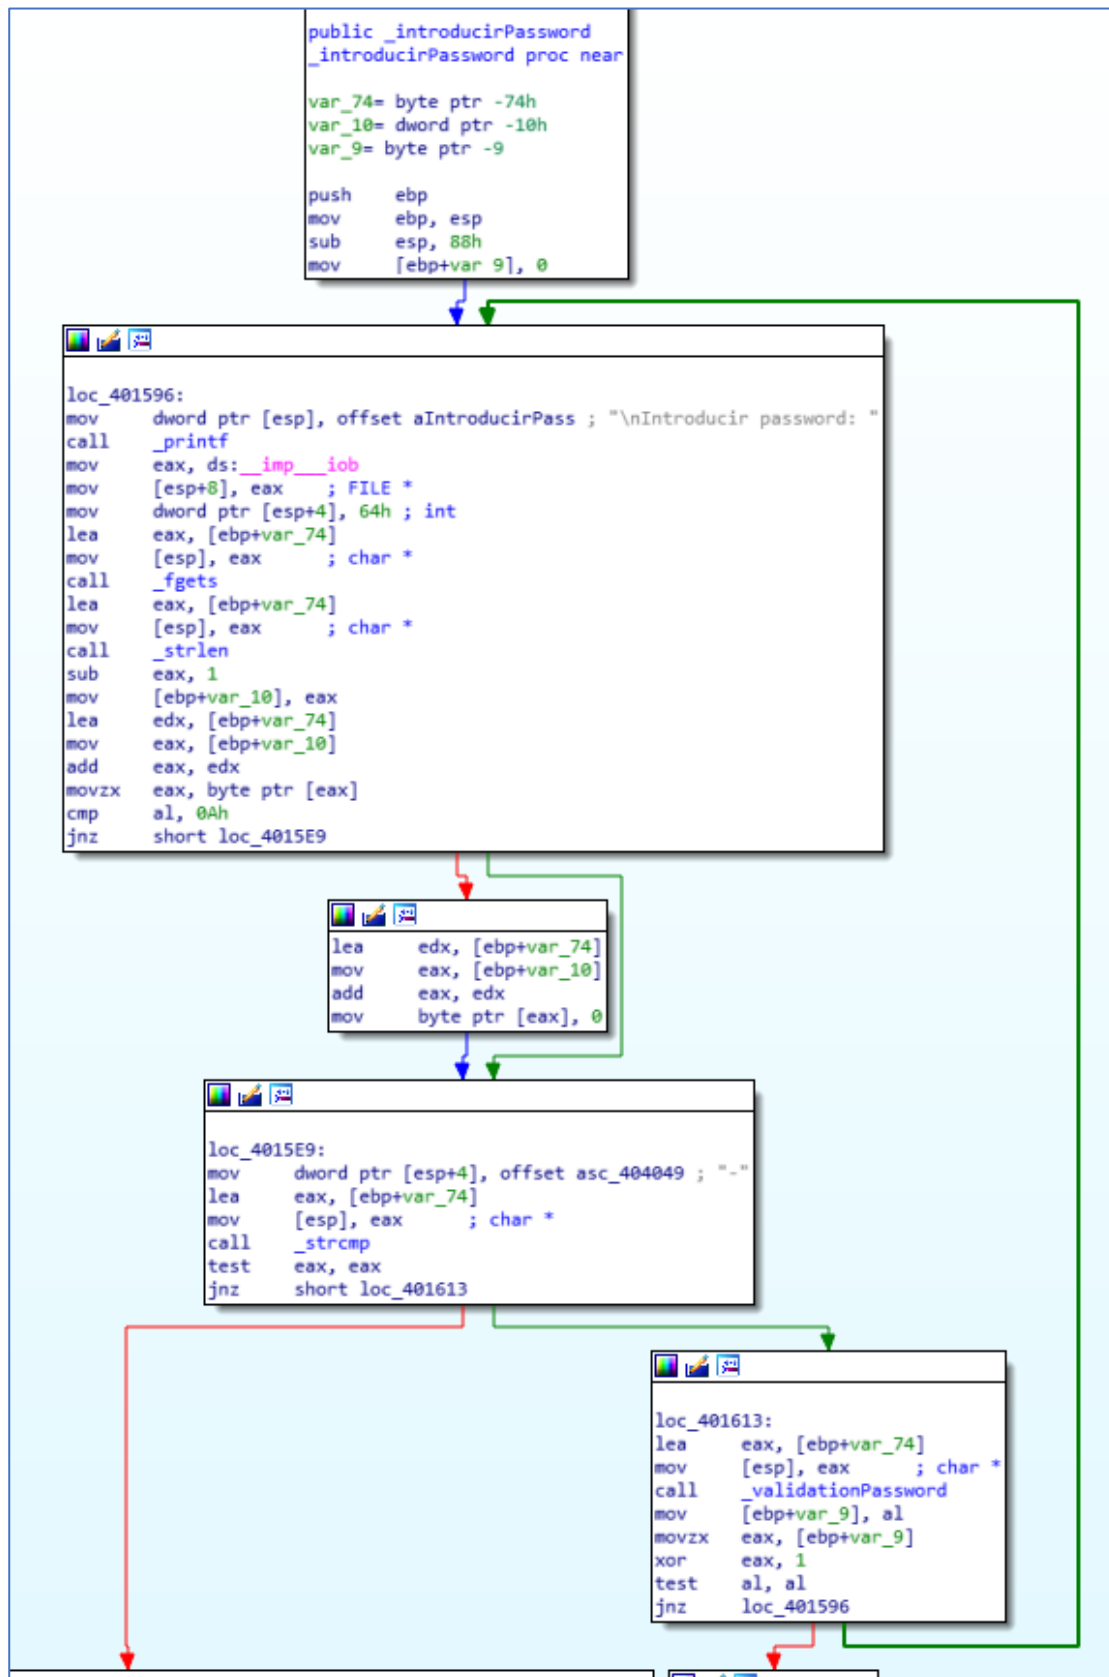 public _introducirPassword
_introducirPassword proc near
var_74= byte ptr -74h
var_10= dword ptr -10h
var_9= byte ptr -9
push ebp
mov ebp, esp
sub esp, 88h
mov [ebp+var_9], 0
loc_401596:
mov dword ptr [esp], offset aIntroducirPass ; "\nIntroducir password: "
call _printf
mov eax, ds:__imp___iob
mov [esp+8], eax ; FILE *
mov dword ptr [esp+4], 64h ; int
lea eax, [ebp+var_74]
mov [esp], eax ; char *
call _fgets
lea eax, [ebp+var_74]
mov [esp], eax ; char *
call _strlen
sub eax, 1
mov [ebp+var_10], eax
lea edx, [ebp+var_74]
mov eax, [ebp+var_10]
add eax, edx
movzx eax, byte ptr [eax]
cmp al, 0Ah
jnz short loc_4015E9
lea edx, [ebp+var_74]
mov eax, [ebp+var_10]
add eax, edx
mov byte ptr [eax], 0
loc_4015E9:
mov dword ptr [esp+4], offset asc_404049 ; "-"
lea eax, [ebp+var_74]
mov [esp], eax ; char *
call _strcmp
test eax, eax
jnz short loc_401613
loc_401613:
lea eax, [ebp+var_74]
mov [esp], eax ; char *
call _validationPassword
mov [ebp+var_9], al
movzx eax, [ebp+var_9]
xor eax, 1
test al, al
jnz loc_401596